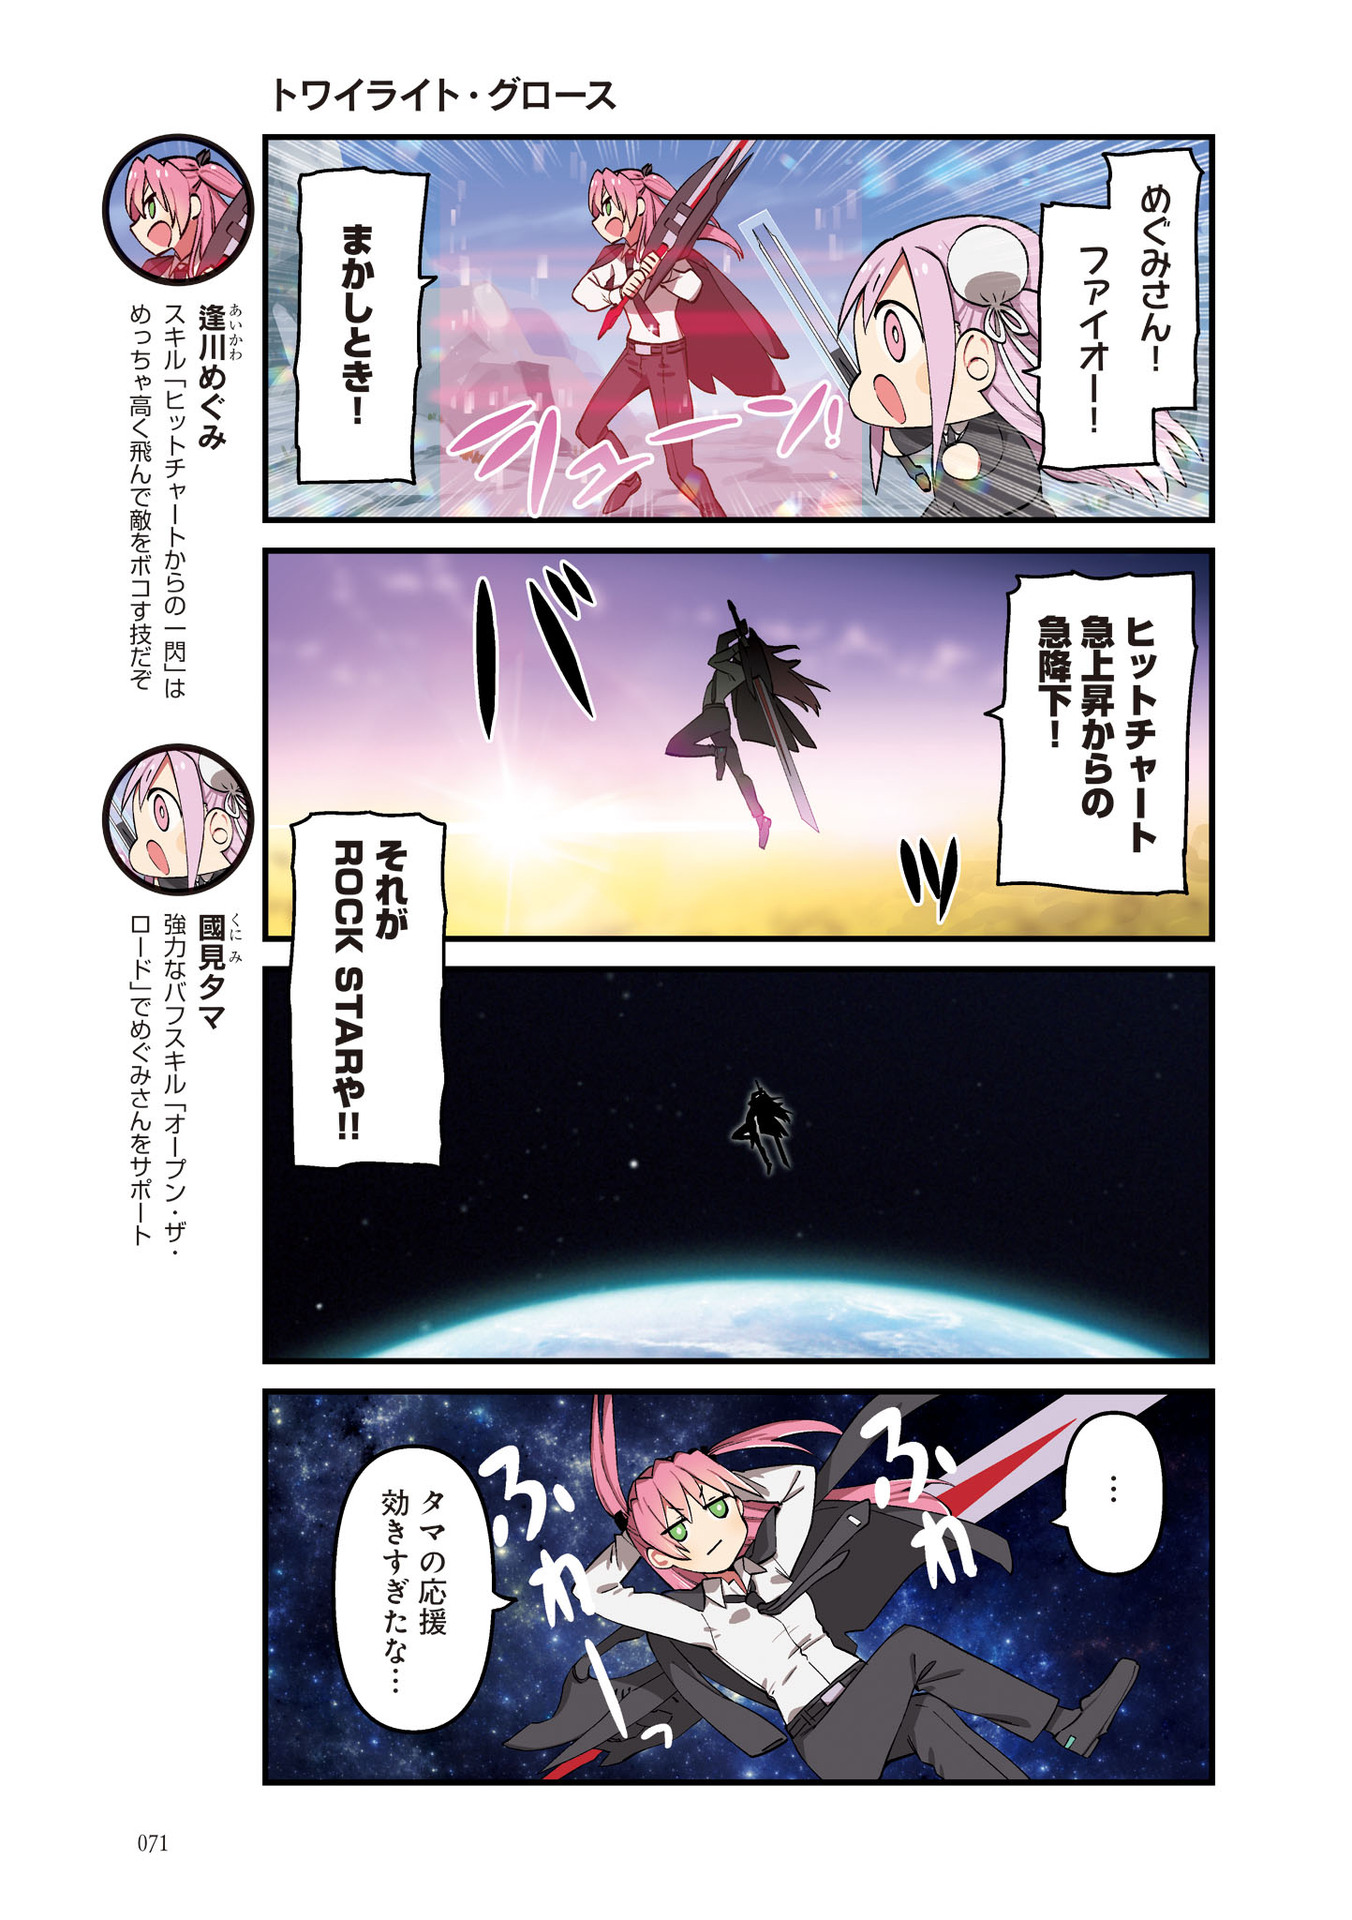 トワイライト・グロース
めぐみさん！
ファイオー！
まかしとき！
シューン！
ヒットチャート
急上昇からの
急降下！
バッ
それが
ROCK STARや!!
…
ふわ
ふわーっ
タマの応援
効きすぎたな…
逢川めぐみ
あいかわ
スキル「ヒットチャートからの一閃」は
めっちゃ高く飛んで敵をボコす技だぞ
國見タマ
くにみ
強力なバフスキル「オープン・ザ・
ロード」でめぐみさんをサポート
071